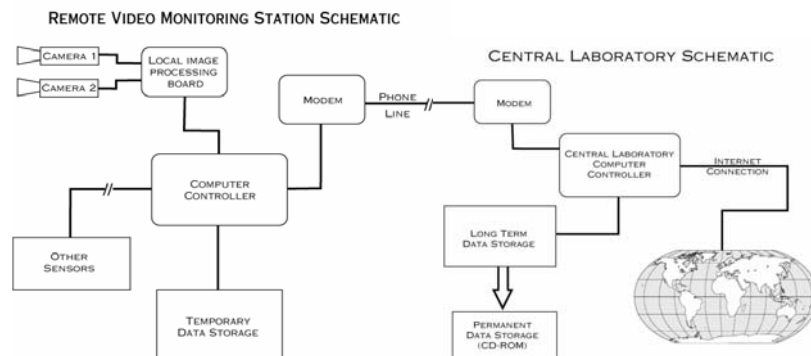 REMOTE VIDEO MONITORING STATION SCHEMATIC
CAMERA 1
CAMERA 2
LOCAL IMAGE
PROCESSING
BOARD
MODEM
COMPUTER
CONTROLLER
OTHER
SENSORS
TEMPORARY
DATA STORAGE
PHONE
LINE
CENTRAL LABORATORY SCHEMATIC
MODEM
CENTRAL LABORATORY
COMPUTER
CONTROLLER
INTERNET
CONNECTION
LONG TERM
DATA STORAGE
PERMANENT
DATA STORAGE
(CD-ROM)